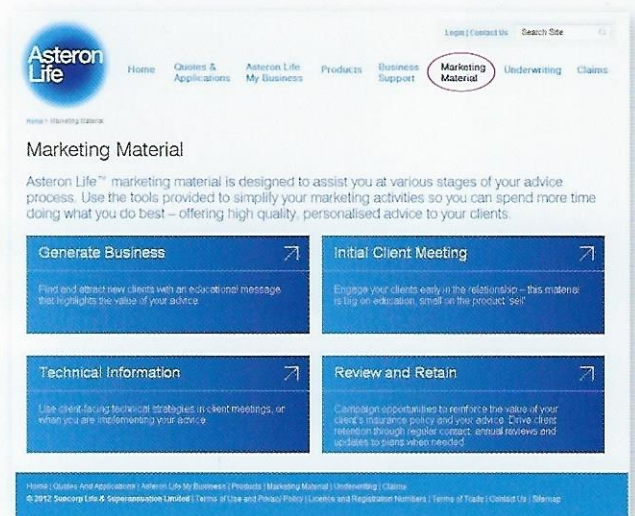 Login | Contact Us Search Site
Asteron
Life
Home
Quotes &
Applications
Asteron Life
My Business
Products
Business
Support
Marketing
Material
Underwriting
Claims
Home > Marketing Material
Marketing Material
Asteron Life™ marketing material is designed to assist you at various stages of your advice
process. Use the tools provided to simplify your marketing activities so you can spend more time
doing what you do best – offering high quality, personalised advice to your clients.
Generate Business
Find and attract new clients with an educational message
that highlights the value of your advice
Initial Client Meeting
Engage your clients early in the relationship – this material
is big on education, small on the product 'sell'
Technical Information
Use client-facing technical strategies in client meetings, or
when you are implementing your advice
Review and Retain
Campaign opportunities to reinforce the value of your
client's insurance policy and your advice. Drive client
retention through regular contact, annual reviews and
updates to plans when needed
Home | Quotes And Applications | Asteron Life My Business | Products | Marketing Material | Underwriting | Claims
© 2012 Suncorp Life & Superannuation Limited | Terms of Use and Privacy Policy | Licence and Registration Numbers | Terms of Trade | Contact Us | Sitemap